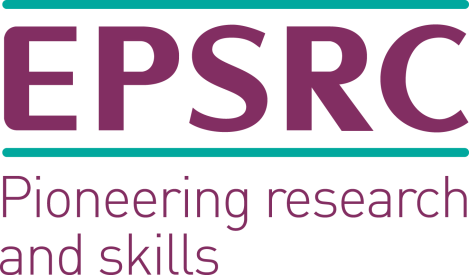 EPSRC
Pioneering research
and skills